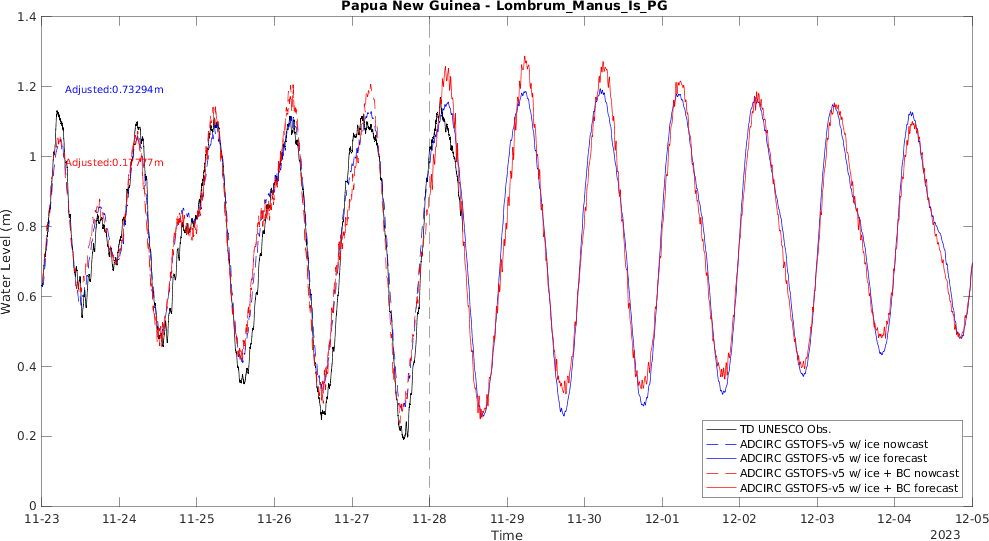 Papua New Guinea - Lombrum_Manus_Is_PG
1.4
1.2
1
0.8
0.6
0.4
0.2
0
Water Level (m)
Adjusted:0.73294m
TD UNESCO Obs.
ADCIRC GSTOFS-v5 w/ ice nowcast
ADCIRC GSTOFS-v5 w/ ice forecast
ADCIRC GSTOFS-v5 w/ ice + BC nowcast
ADCIRC GSTOFS-v5 w/ ice + BC forecast
11-23 11-24 11-25 11-26 11-27 11-28 11-29 11-30 12-01 12-02 12-03 12-04 12-05
Time
2023